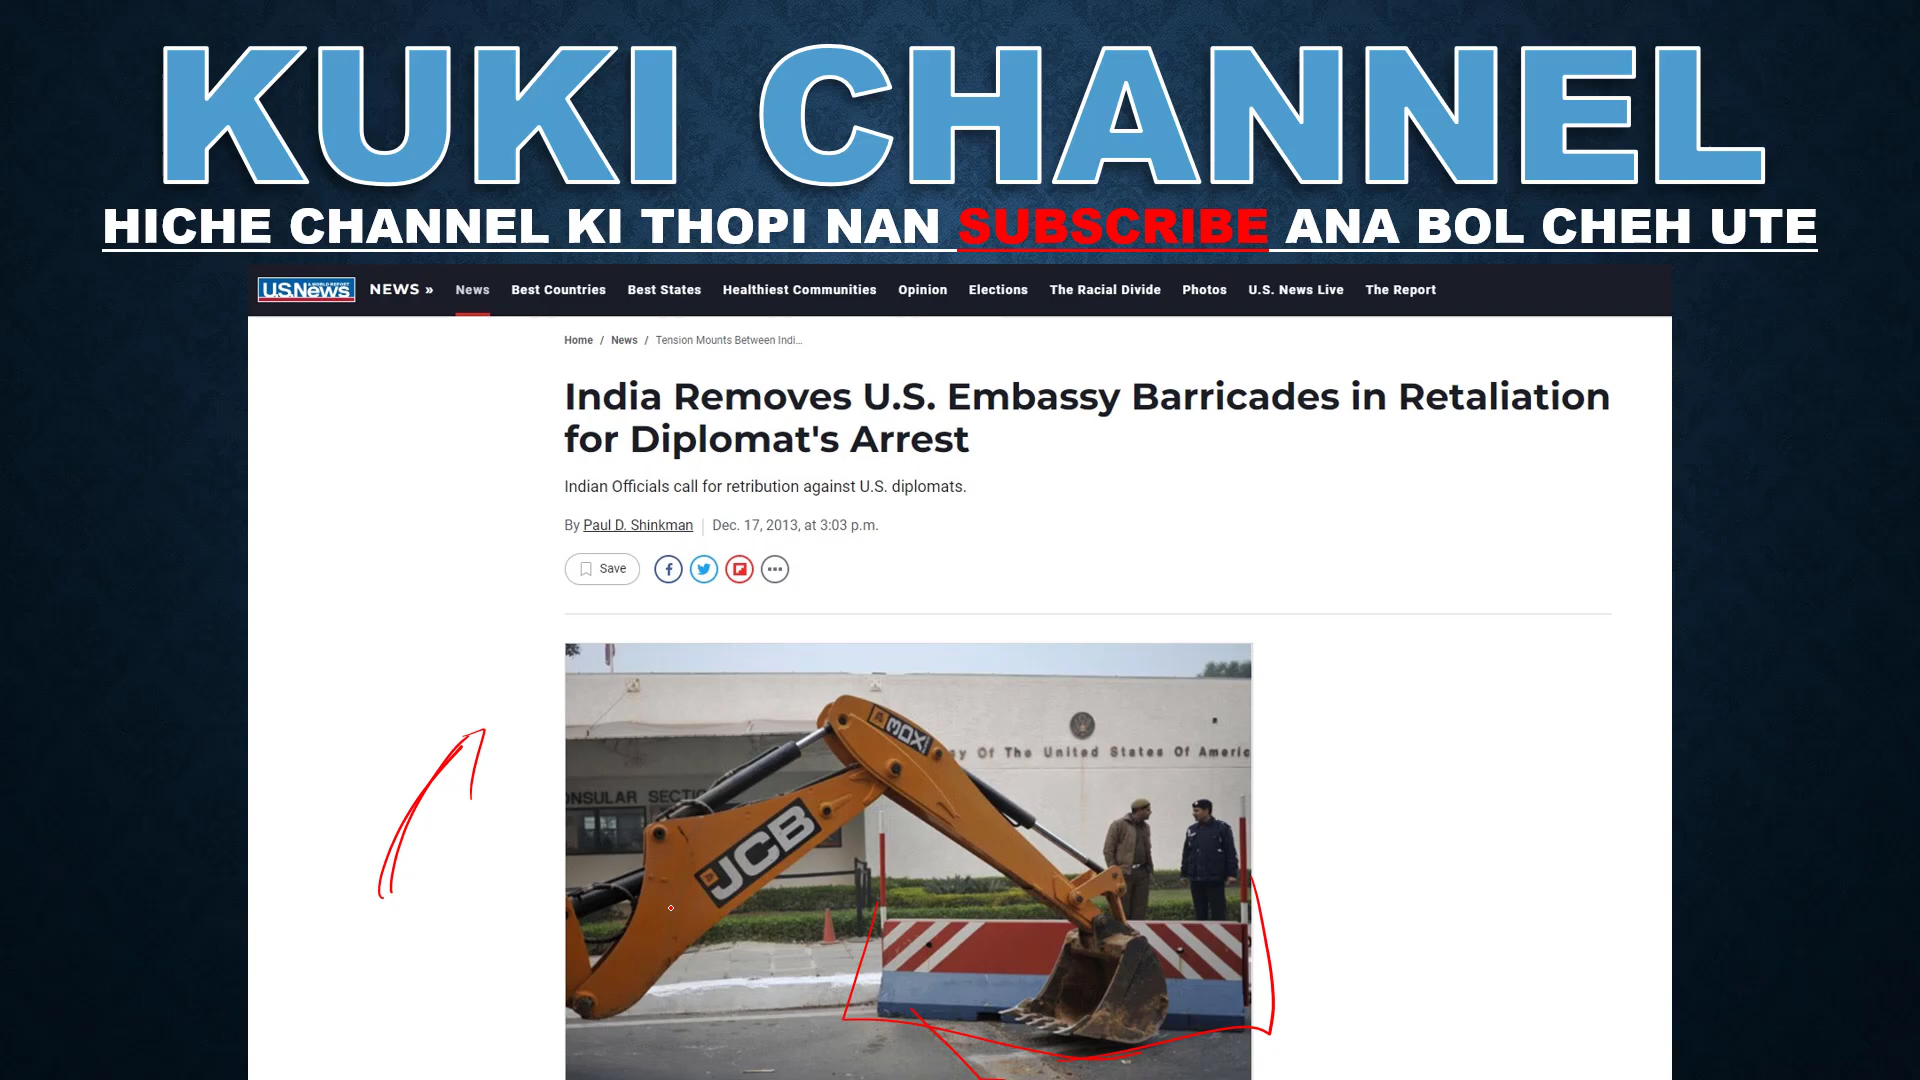 KUKI CHANNEL
HICHE CHANNEL KI THOPI NAN SUBSCRIBE ANA BOL CHEH UTE
U.S.News NEWS » News Best Countries Best States Healthiest Communities Opinion Elections The Racial Divide Photos U.S. News Live The Report
Home / News / Tension Mounts Between Indi...
India Removes U.S. Embassy Barricades in Retaliation
for Diplomat's Arrest
Indian Officials call for retribution against U.S. diplomats.
By Paul D. Shinkman | Dec. 17, 2013, at 3:03 p.m.
Save
3DX
y Of The United States Of Americ
ONSULAR SECTI
JCB